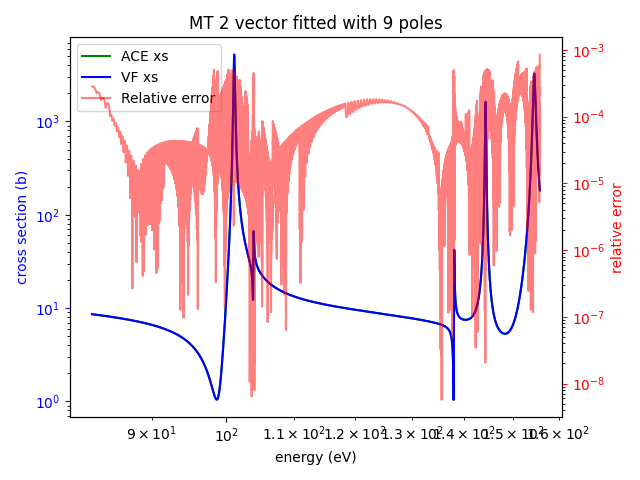 MT 2 vector fitted with 9 poles
ACE xs
VF xs
Relative error
cross section (b)
10³
10²
10¹
10⁰
10⁻³
10⁻⁴
10⁻⁵
10⁻⁶
10⁻⁷
10⁻⁸
relative error
9 × 10¹
10²
1.1 × 10²
1.2 × 10²
1.3 × 10²
1.4 × 10²
1.5 × 10²
1.6 × 10²
energy (eV)